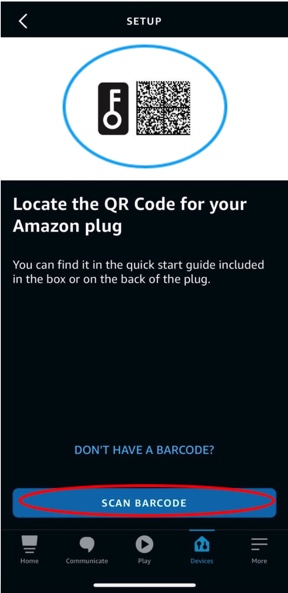 SETUP
Locate the QR Code for your
Amazon plug
You can find it in the quick start guide included
in the box or on the back of the plug.
DON'T HAVE A BARCODE?
SCAN BARCODE
Home Communicate Play Devices More